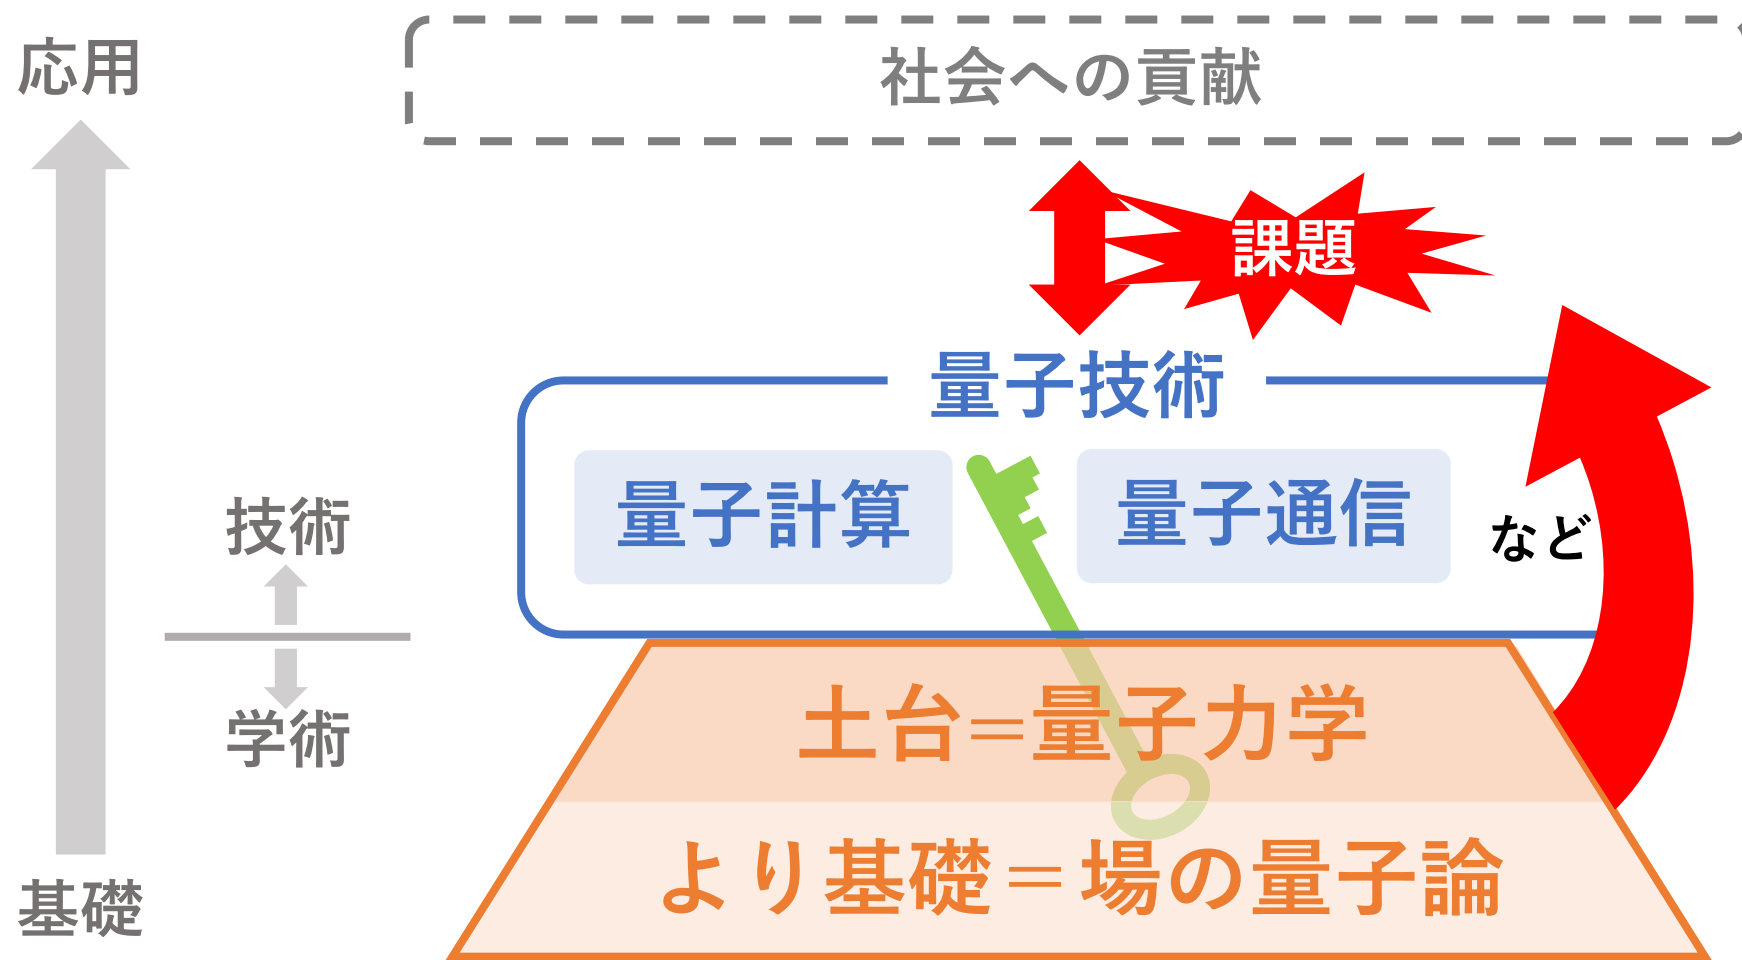 応用
社会への貢献
課題
量子技術
量子計算
量子通信
など
技術
学術
土台＝量子力学
より基礎＝場の量子論
基礎